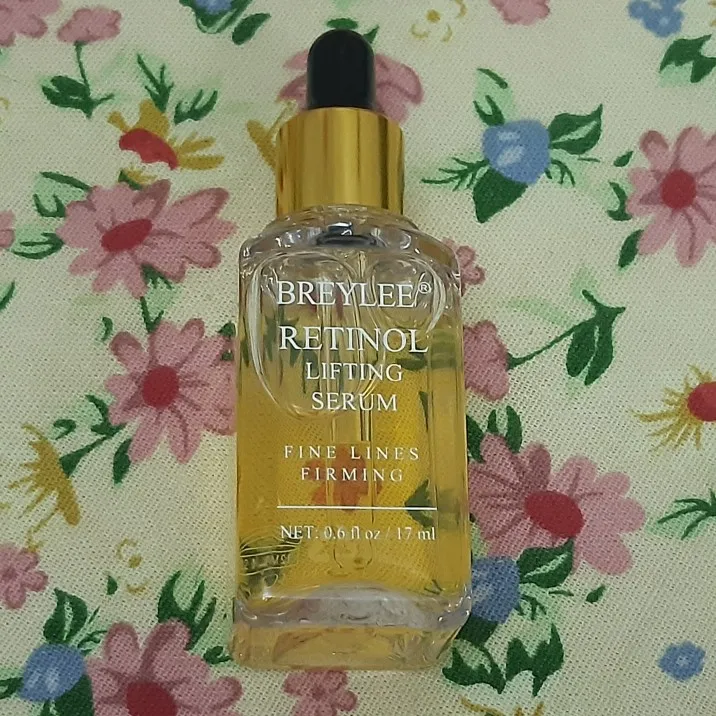 BREYLEE®
RETINOL
LIFTING
SERUM
FINE LINES
FIRMING
NET: 0.6 fl oz / 17 ml